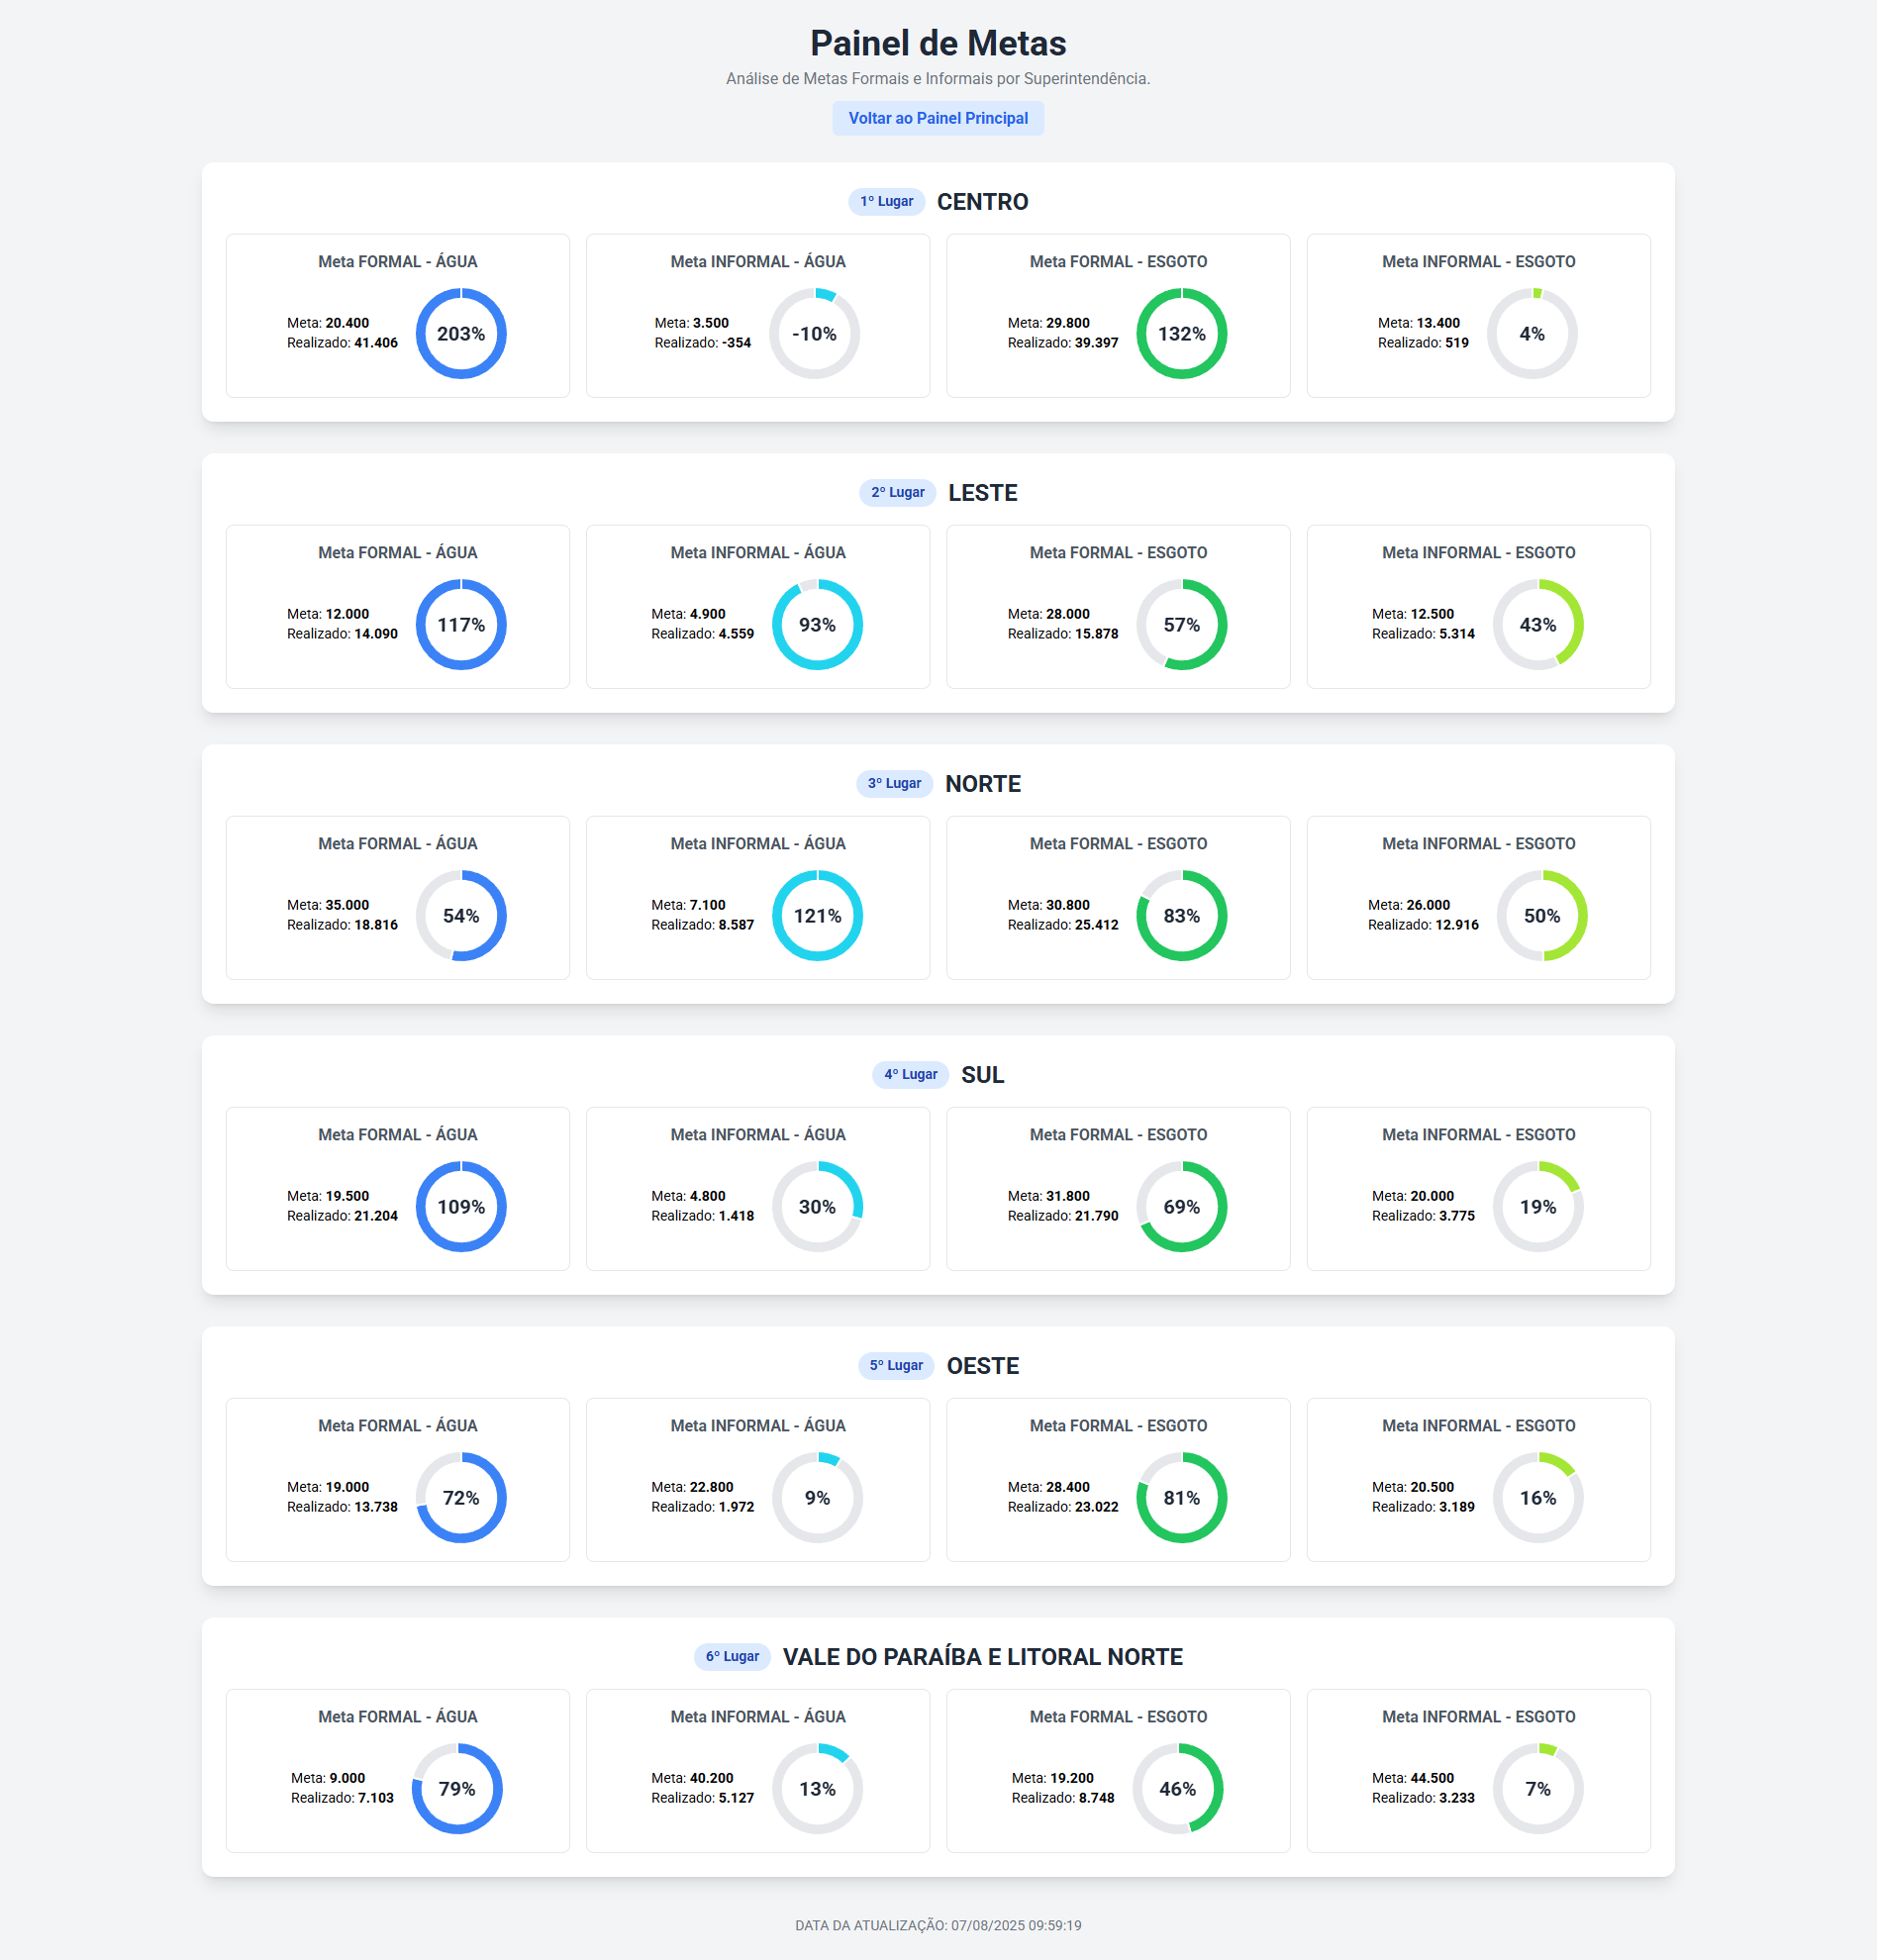 Painel de Metas
Análise de Metas Formais e Informais por Superintendência.
Voltar ao Painel Principal
1º Lugar CENTRO
Meta FORMAL - ÁGUA
Meta: 20.400
Realizado: 41.406
203%
Meta INFORMAL - ÁGUA
Meta: 3.500
Realizado: -354
-10%
Meta FORMAL - ESGOTO
Meta: 29.800
Realizado: 39.397
132%
Meta INFORMAL - ESGOTO
Meta: 13.400
Realizado: 519
4%
2º Lugar LESTE
Meta FORMAL - ÁGUA
Meta: 12.000
Realizado: 14.090
117%
Meta INFORMAL - ÁGUA
Meta: 4.900
Realizado: 4.559
93%
Meta FORMAL - ESGOTO
Meta: 28.000
Realizado: 15.878
57%
Meta INFORMAL - ESGOTO
Meta: 12.500
Realizado: 5.314
43%
3º Lugar NORTE
Meta FORMAL - ÁGUA
Meta: 35.000
Realizado: 18.816
54%
Meta INFORMAL - ÁGUA
Meta: 7.100
Realizado: 8.587
121%
Meta FORMAL - ESGOTO
Meta: 30.800
Realizado: 25.412
83%
Meta INFORMAL - ESGOTO
Meta: 26.000
Realizado: 12.916
50%
4º Lugar SUL
Meta FORMAL - ÁGUA
Meta: 19.500
Realizado: 21.204
109%
Meta INFORMAL - ÁGUA
Meta: 4.800
Realizado: 1.418
30%
Meta FORMAL - ESGOTO
Meta: 31.800
Realizado: 21.790
69%
Meta INFORMAL - ESGOTO
Meta: 20.000
Realizado: 3.775
19%
5º Lugar OESTE
Meta FORMAL - ÁGUA
Meta: 19.000
Realizado: 13.738
72%
Meta INFORMAL - ÁGUA
Meta: 22.800
Realizado: 1.972
9%
Meta FORMAL - ESGOTO
Meta: 28.400
Realizado: 23.022
81%
Meta INFORMAL - ESGOTO
Meta: 20.500
Realizado: 3.189
16%
6º Lugar VALE DO PARAÍBA E LITORAL NORTE
Meta FORMAL - ÁGUA
Meta: 9.000
Realizado: 7.103
79%
Meta INFORMAL - ÁGUA
Meta: 40.200
Realizado: 5.127
13%
Meta FORMAL - ESGOTO
Meta: 19.200
Realizado: 8.748
46%
Meta INFORMAL - ESGOTO
Meta: 44.500
Realizado: 3.233
7%
DATA DA ATUALIZAÇÃO: 07/08/2025 09:59:19